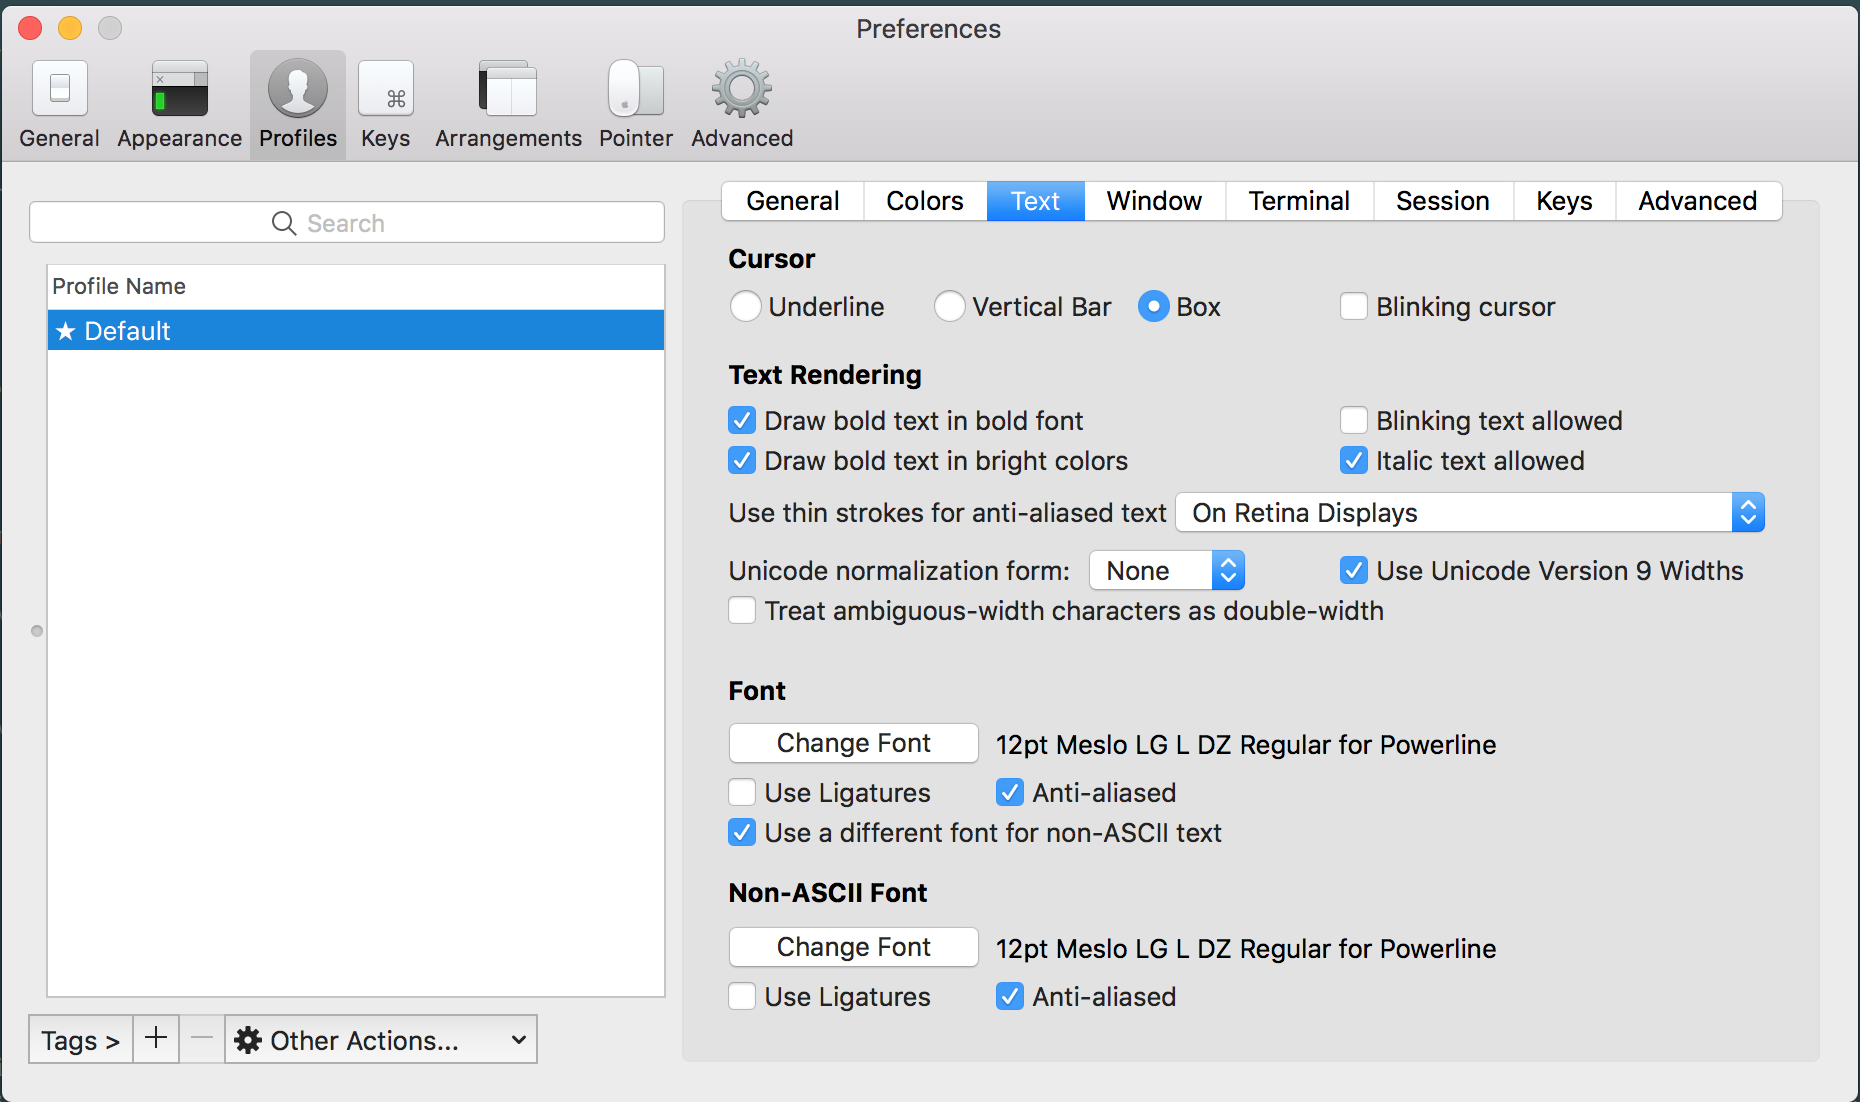 Preferences
General Appearance Profiles Keys Arrangements Pointer Advanced
General Colors Text Window Terminal Session Keys Advanced
Search
Profile Name
★ Default
Cursor
Underline Vertical Bar Box Blinking cursor
Text Rendering
Draw bold text in bold font Blinking text allowed
Draw bold text in bright colors Italic text allowed
Use thin strokes for anti-aliased text On Retina Displays
Unicode normalization form: None Use Unicode Version 9 Widths
Treat ambiguous-width characters as double-width
Font
Change Font 12pt Meslo LG L DZ Regular for Powerline
Use Ligatures Anti-aliased
Use a different font for non-ASCII text
Non-ASCII Font
Change Font 12pt Meslo LG L DZ Regular for Powerline
Use Ligatures Anti-aliased
Tags > + − Other Actions...